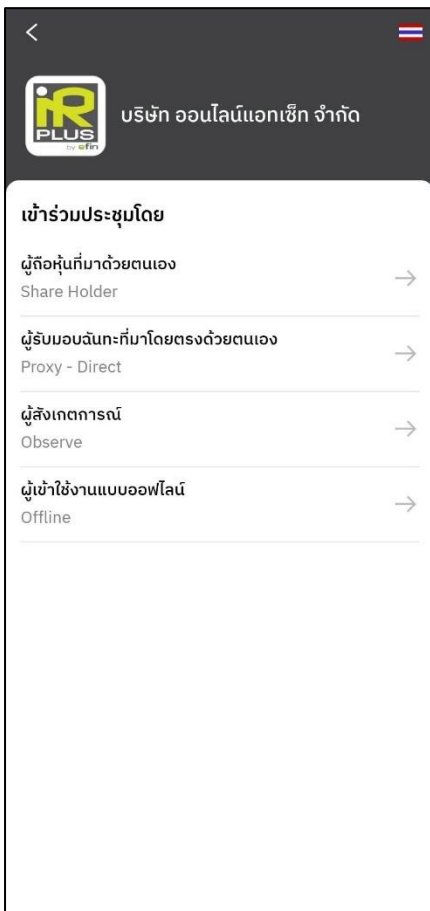 iR
PLUS
by efin
บริษัท ออนไลน์แอทเซ็ท จำกัด
เข้าร่วมประชุมโดย
ผู้ถือหุ้นที่มาด้วยตนเอง
Share Holder
ผู้รับมอบฉันทะที่มาโดยตรงด้วยตนเอง
Proxy - Direct
ผู้สังเกตการณ์
Observe
ผู้เข้าใช้งานแบบออฟไลน์
Offline